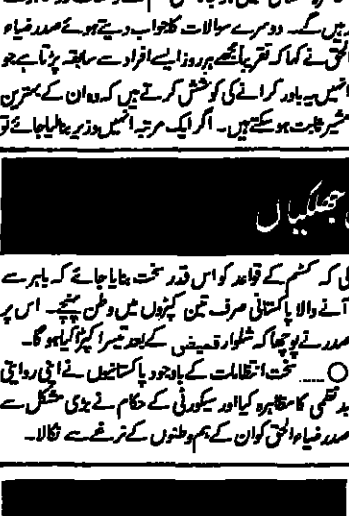 رہیں گے۔ دوسرے سوالات کا جواب دیتے ہوئے صدر ضیاء
الحق نے کہا کہ تقریباً مجھے ہر روز ایسے افراد سے سابقہ پڑتا ہے جو
انھیں یہ باور کرانے کی کوشش کرتے ہیں کہ وہ ان کے بہترین
مشیر ثابت ہو سکتے ہیں۔ اگر ایک مرتبہ انھیں وزیر بنا لیا جائے تو
جھلکیاں
کی کہ کسٹم کے قواعد کو اس قدر سخت بنایا جائے کہ باہر سے
آنے والا پاکستانی صرف تین کپڑوں میں وطن پہنچے۔ اس پر
صدر نے پوچھا کہ شلوار قمیض کے بعد تیسرا کپڑا کیا ہو گا۔
○ ___ سخت انتظامات کے باوجود پاکستانیوں نے اپنی روایتی
بد نظمی کا مظاہرہ کیا اور سیکورٹی کے حکام نے بڑی مشکل سے
صدر ضیاء الحق کو ان کے ہم وطنوں کے نرغے سے نکالا۔